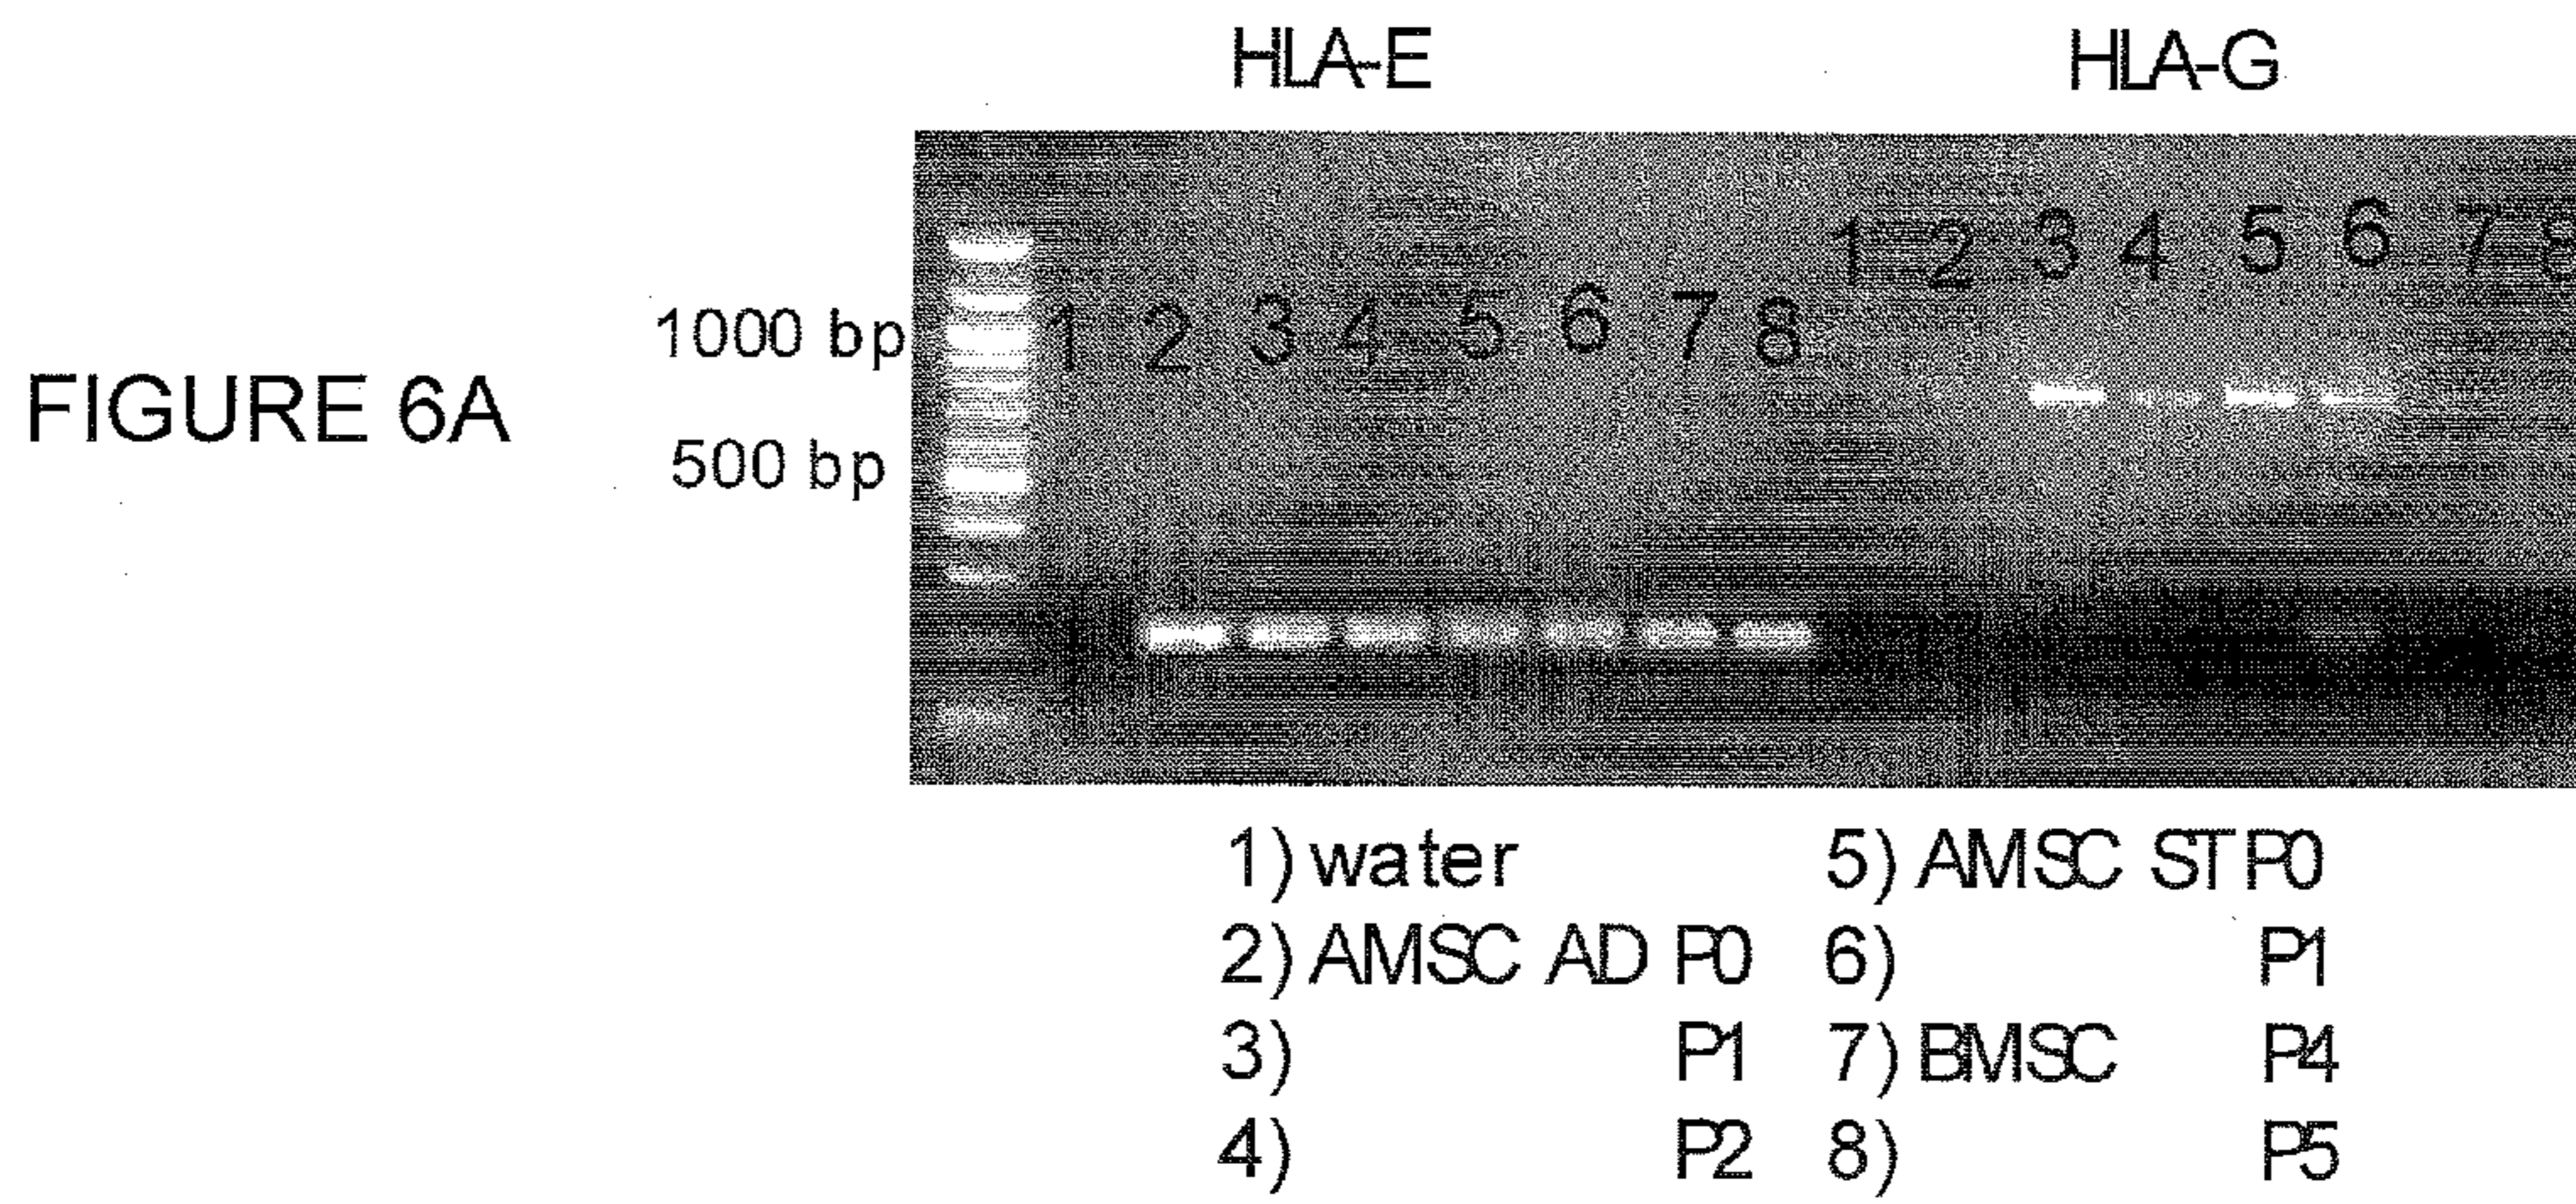 HLA-E HLA-G
1 2 3 4 5 6 7 8
1000 bp 1 2 3 4 5 6 7 8
FIGURE 6A
500 bp
1) water 5) AMSC ST P0
2) AMSC AD P0 6) P1
3) P1 7) BMSC P4
4) P2 8) P5